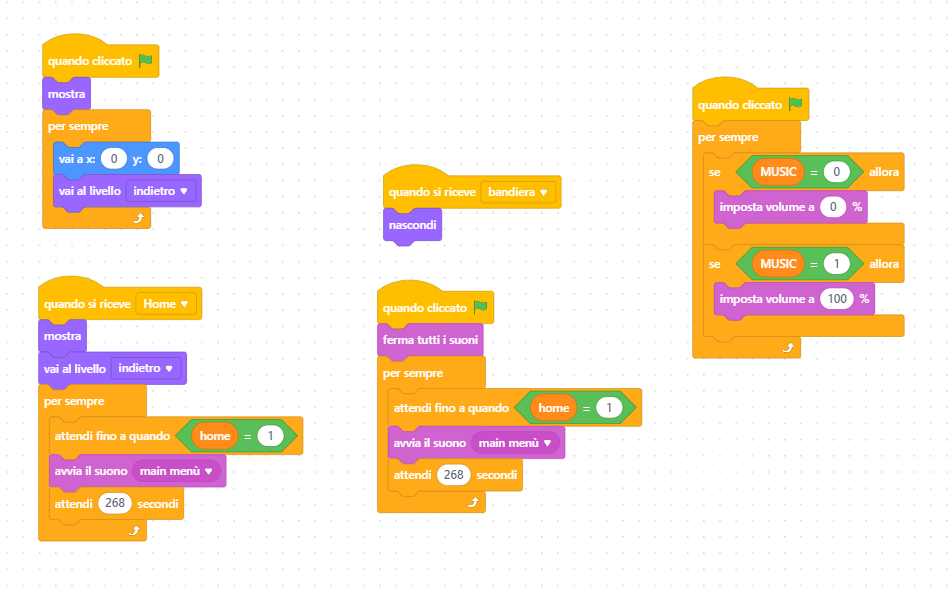 quando cliccato
mostra
per sempre
vai a x: 0 y: 0
vai al livello indietro
quando si riceve Home
mostra
vai al livello indietro
per sempre
attendi fino a quando home = 1
avvia il suono main menù
attendi 268 secondi
quando si riceve bandiera
nascondi
quando cliccato
ferma tutti i suoni
per sempre
attendi fino a quando home = 1
avvia il suono main menù
attendi 268 secondi
quando cliccato
per sempre
se MUSIC = 0 allora
imposta volume a 0 %
se MUSIC = 1 allora
imposta volume a 100 %